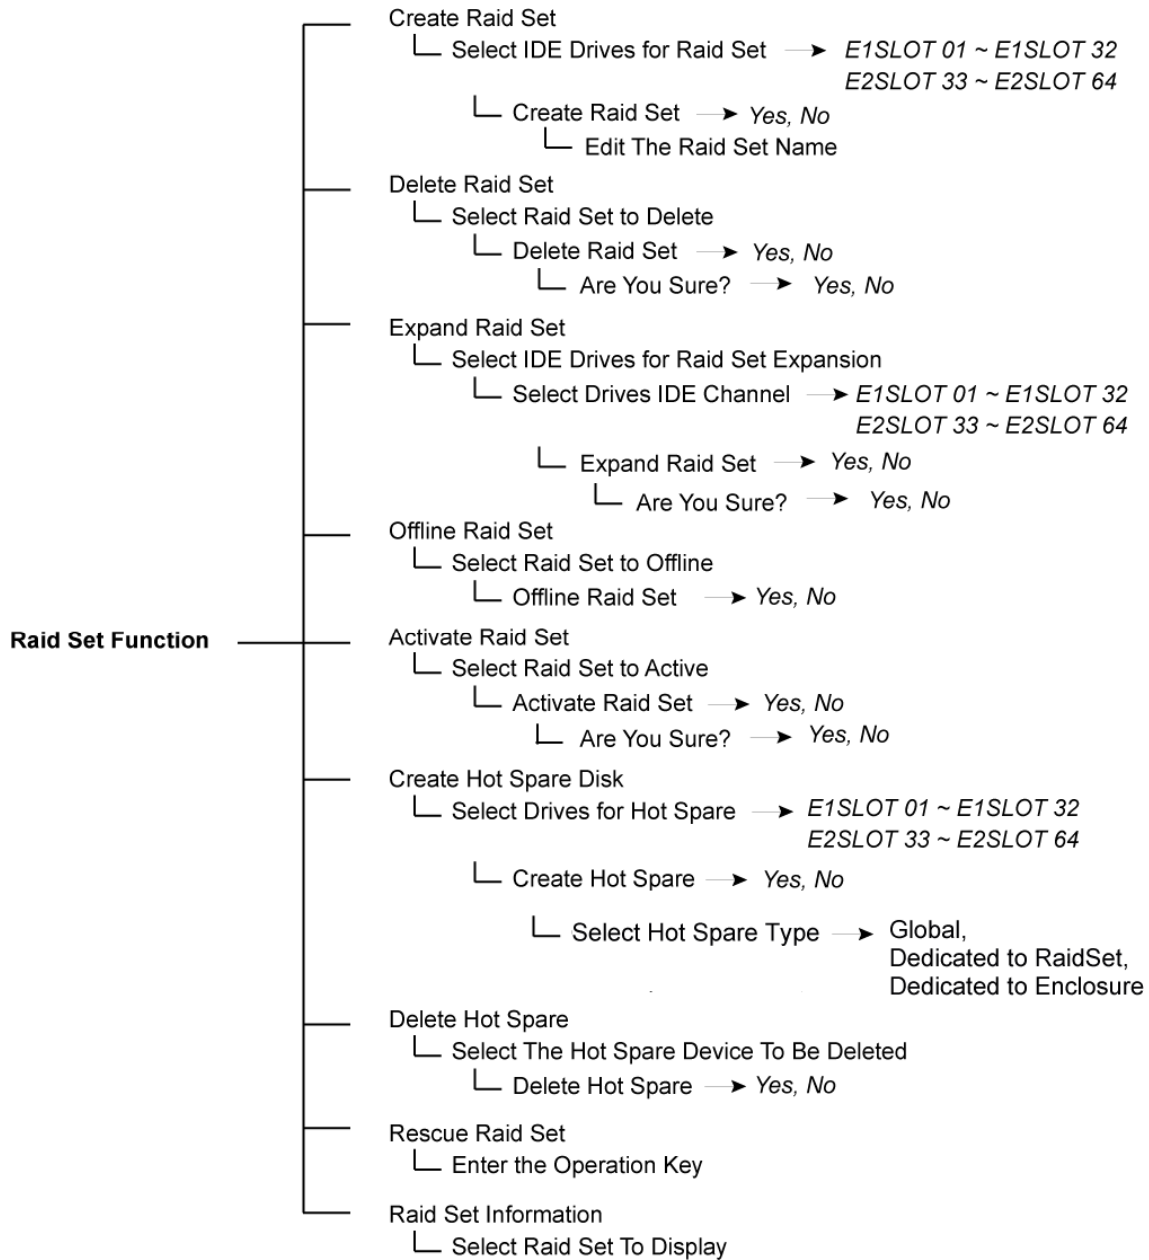 Create Raid Set
Select IDE Drives for Raid Set E1SLOT 01 ~ E1SLOT 32
E2SLOT 33 ~ E2SLOT 64
Create Raid Set Yes, No
Edit The Raid Set Name
Delete Raid Set
Select Raid Set to Delete
Delete Raid Set Yes, No
Are You Sure? Yes, No
Expand Raid Set
Select IDE Drives for Raid Set Expansion
Select Drives IDE Channel E1SLOT 01 ~ E1SLOT 32
E2SLOT 33 ~ E2SLOT 64
Expand Raid Set Yes, No
Are You Sure? Yes, No
Offline Raid Set
Select Raid Set to Offline
Offline Raid Set Yes, No
Raid Set Function Activate Raid Set
Select Raid Set to Active
Activate Raid Set Yes, No
Are You Sure? Yes, No
Create Hot Spare Disk
Select Drives for Hot Spare E1SLOT 01 ~ E1SLOT 32
E2SLOT 33 ~ E2SLOT 64
Create Hot Spare Yes, No
Select Hot Spare Type Global,
Dedicated to RaidSet,
Dedicated to Enclosure
Delete Hot Spare
Select The Hot Spare Device To Be Deleted
Delete Hot Spare Yes, No
Rescue Raid Set
Enter the Operation Key
Raid Set Information
Select Raid Set To Display